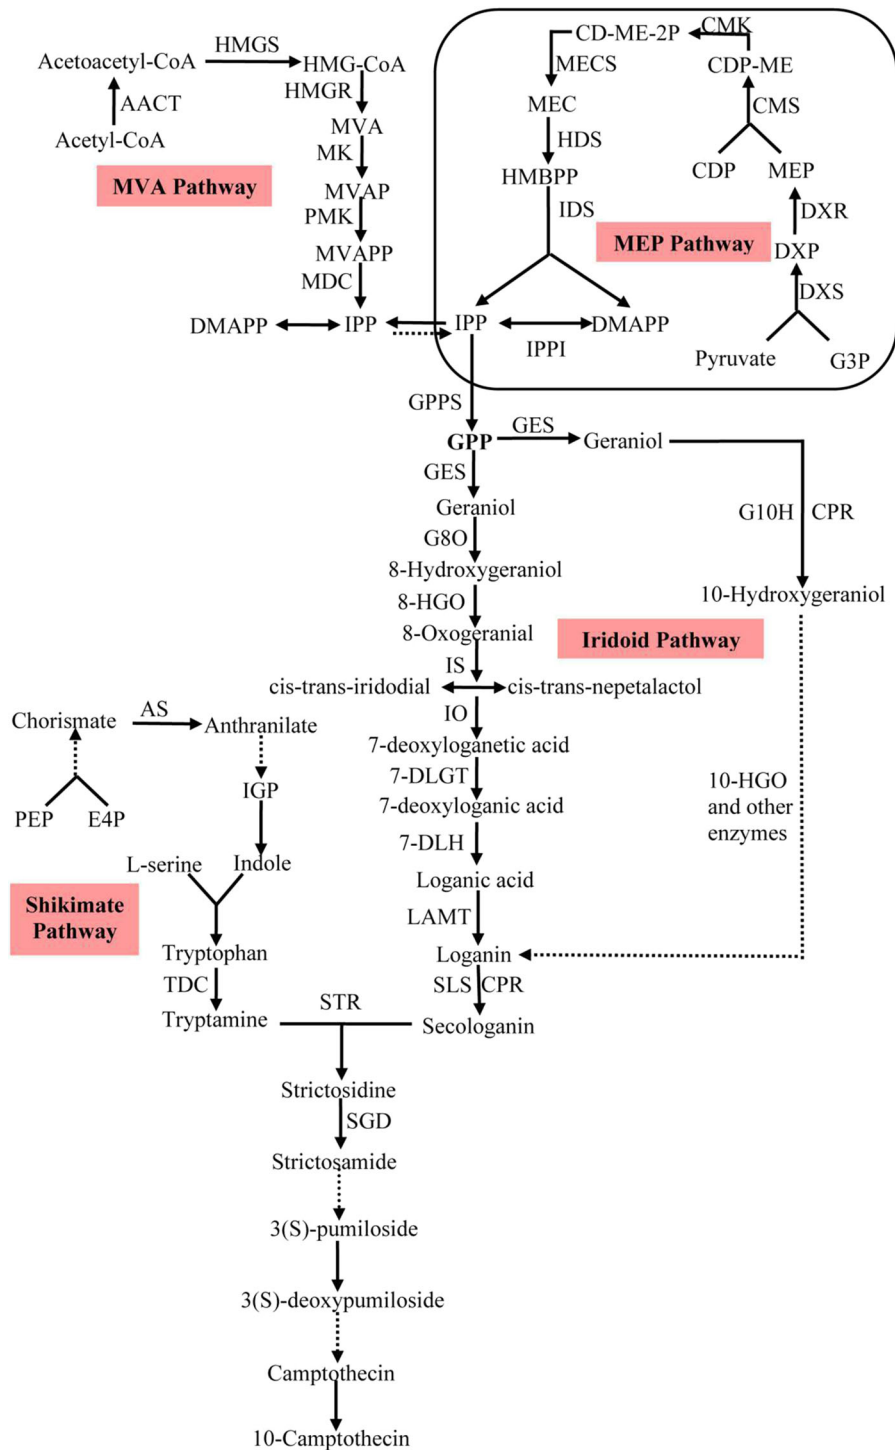 HMGS
Acetoacetyl-CoA
HMG-CoA
AACT
HMGR
Acetyl-CoA
MVA
MK
MVA Pathway
MVAP
PMK
MVAPP
MDC
DMAPP
IPP
CD-ME-2P
CMK
MECS
CDP-ME
MEC
CMS
HDS
CDP
MEP
HMBPP
IDS
DXR
MEP Pathway
DXP
DXS
IPP
DMAPP
IPPI
Pyruvate
G3P
GPPS
GPP
GES
Geraniol
GES
Geraniol
G10H
CPR
G8O
8-Hydroxygeraniol
10-Hydroxygeraniol
8-HGO
8-Oxogeranial
Iridoid Pathway
IS
cis-trans-iridodial
cis-trans-nepetalactol
IO
7-deoxyloganetic acid
7-DLGT
7-deoxyloganic acid
10-HGO
and other
enzymes
7-DLH
Loganic acid
LAMT
Loganin
SLS
CPR
Secologanin
Chorismate
AS
Anthranilate
IGP
PEP
E4P
L-serine
Indole
Shikimate
Pathway
Tryptophan
TDC
Tryptamine
STR
Strictosidine
SGD
Strictosamide
3(S)-pumiloside
3(S)-deoxypumiloside
Camptothecin
10-Camptothecin